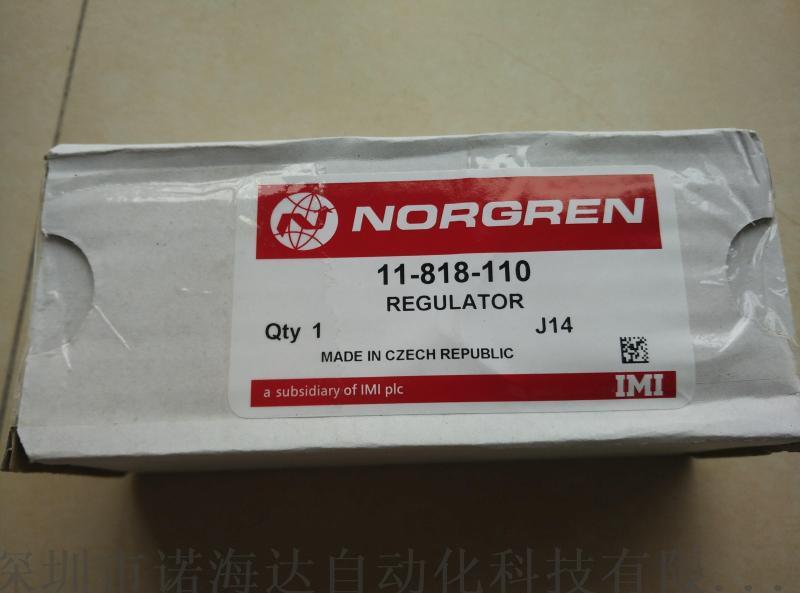 NORGREN
11-818-110
REGULATOR
Qty 1 J14
MADE IN CZECH REPUBLIC
a subsidiary of IMI plc IMI
深圳市诺海达自动化科技有限...